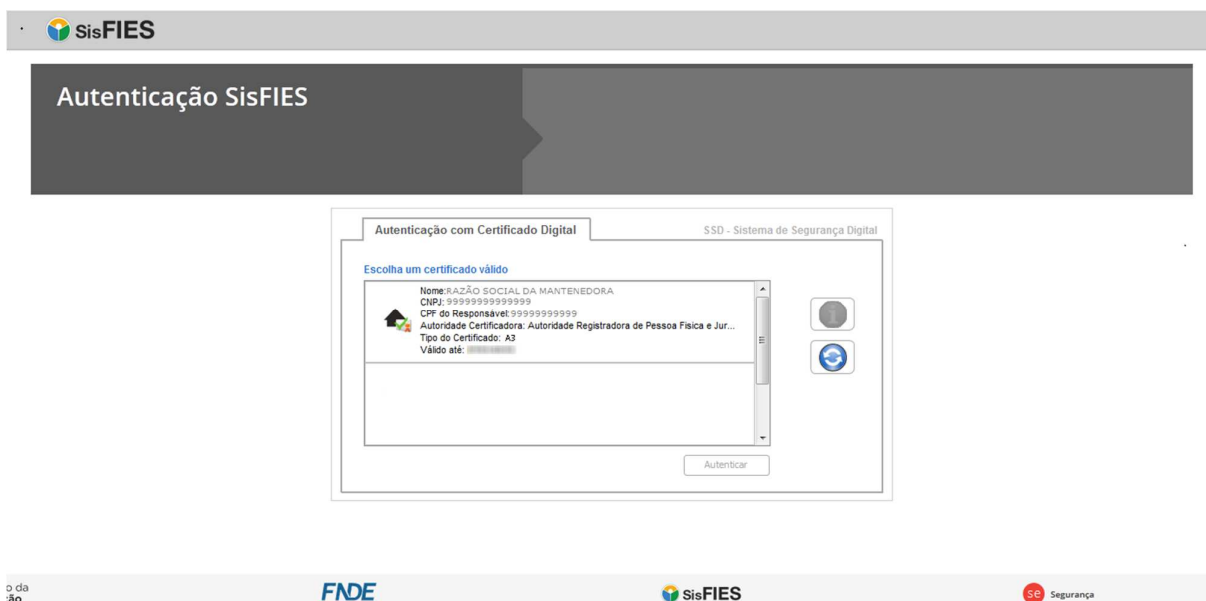 SisFIES
Autenticação SisFIES
Autenticação com Certificado Digital
SSD - Sistema de Segurança Digital
Escolha um certificado válido
Nome:RAZÃO SOCIAL DA MANTENEDORA
CNPJ: 99999999999999
CPF do Responsável:99999999999
Autoridade Certificadora: Autoridade Registradora de Pessoa Fisica e Jur...
Tipo do Certificado: A3
Válido até:
Autenticar
o da
FNDE
SisFIES
se Segurança